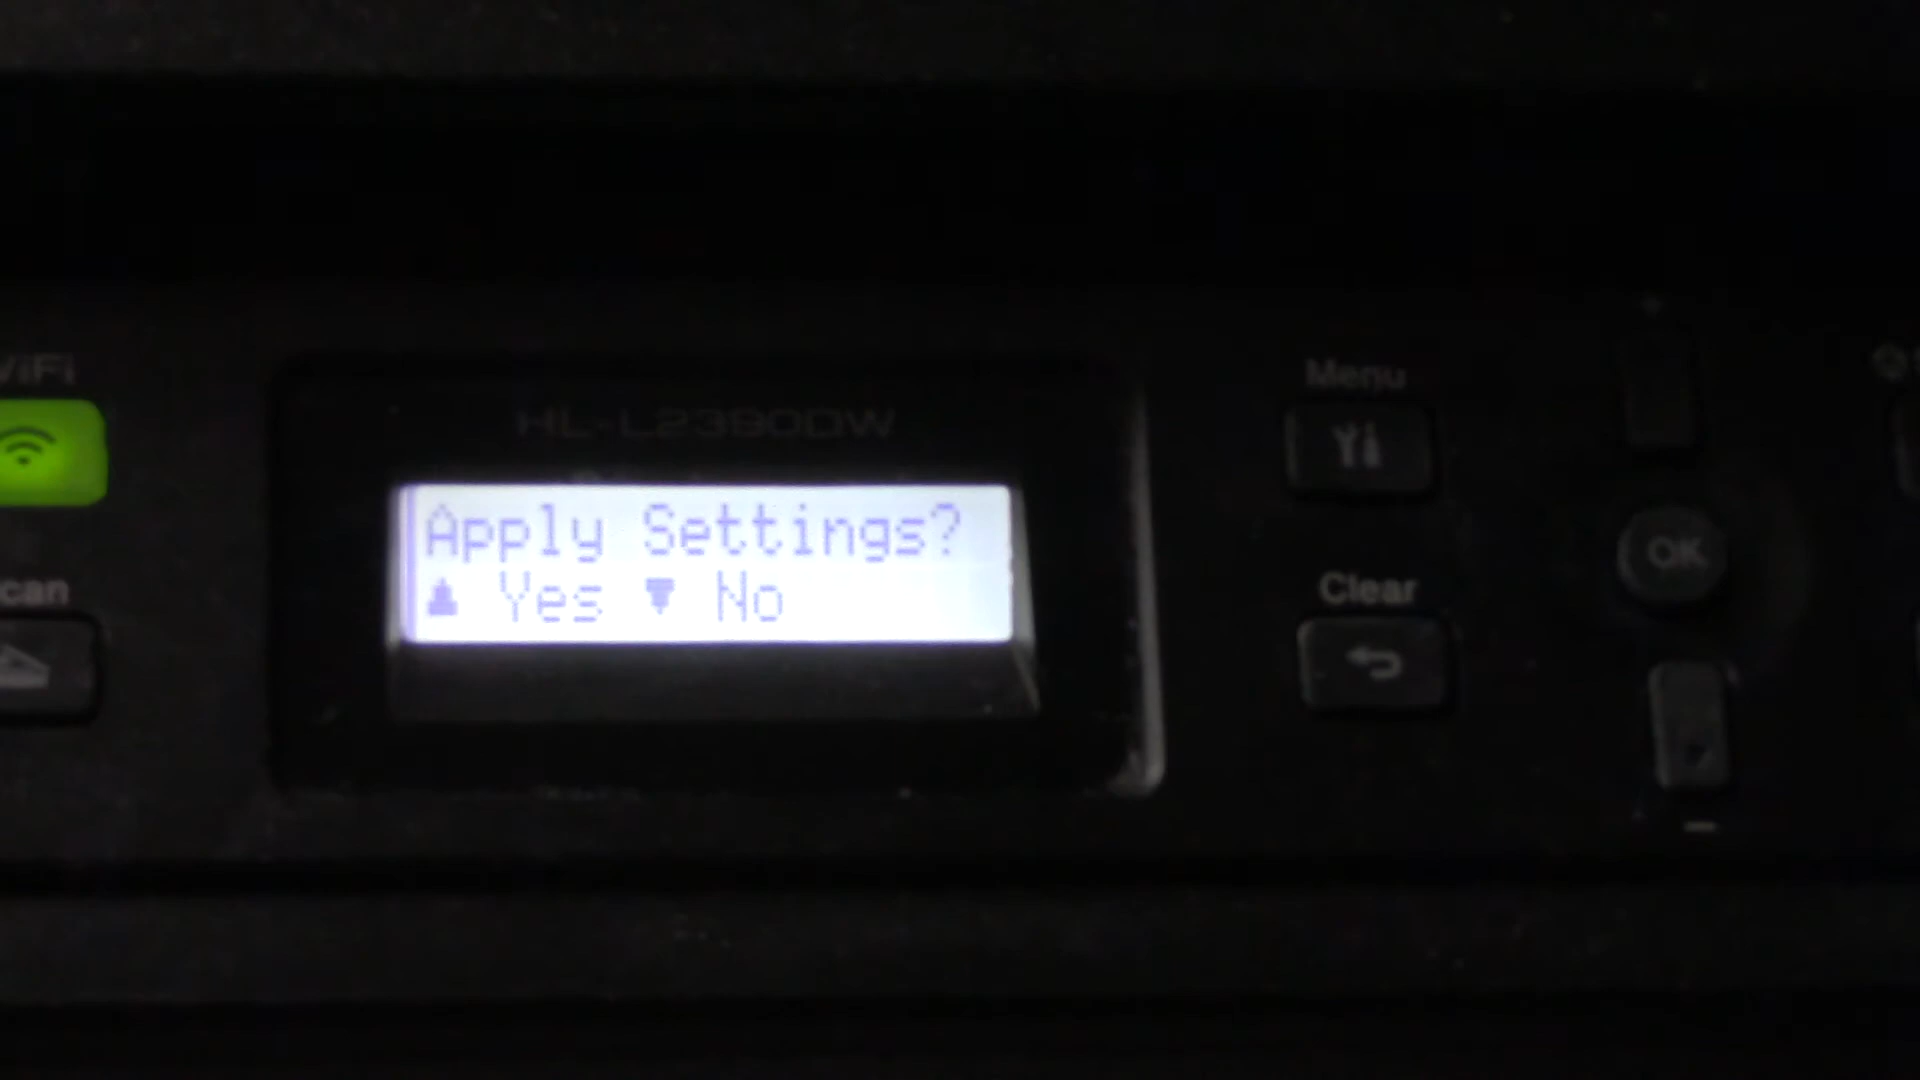 WiFi
HL-L2390DW
Apply Settings?
▲ Yes ▼ No
Menu
OK
Scan
Clear